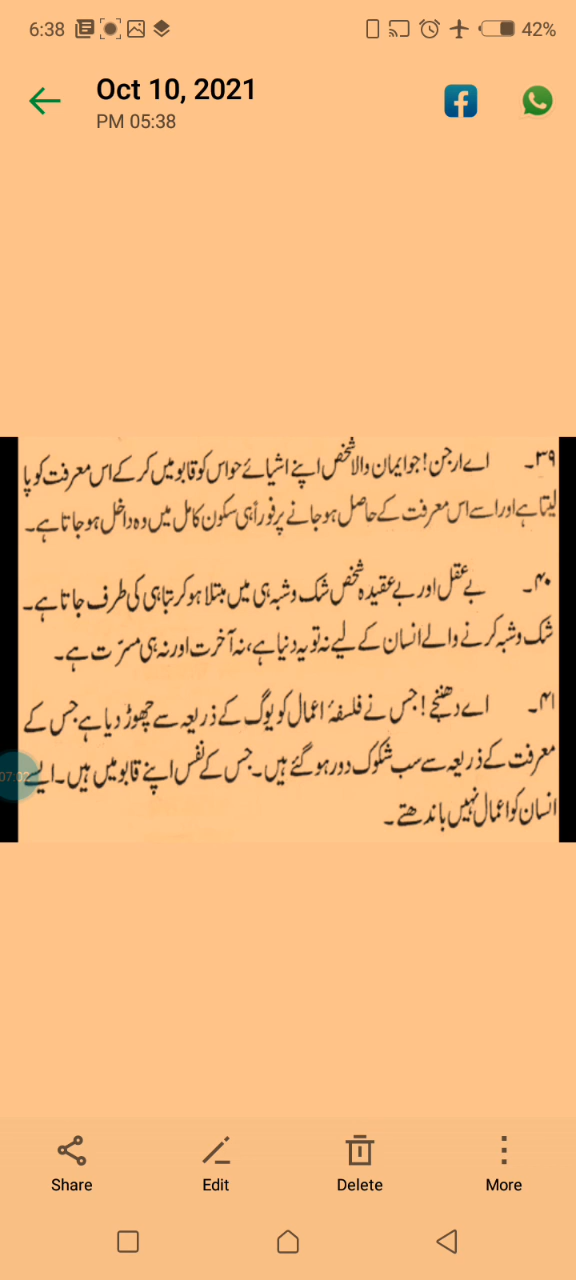 6:38
42%
Oct 10, 2021
PM 05:38
۳۹۔ اے ارجن! جو ایمان والا شخص اپنے اشیائے حواس کو قابو میں کر کے اس معرفت کو پا
لیتا ہے اور اسے اس معرفت کے حاصل ہو جانے پر فوراً ہی سکون کامل میں وہ داخل ہو جاتا ہے۔
۴۰۔ بے عقل اور بے عقیدہ شخص شک و شبہ ہی میں مبتلا ہو کر تباہی کی طرف جاتا ہے۔
شک و شبہ کرنے والے انسان کے لیے نہ تو یہ دنیا ہے، نہ آخرت اور نہ ہی مسرّت ہے۔
۴۱۔ اے دھننجے! جس نے فلسفۂ اعمال کو یوگ کے ذریعہ سے چھوڑ دیا ہے جس کے
معرفت کے ذریعہ سے سب شکوک دور ہو گئے ہیں۔ جس کے نفس اپنے قابو میں ہیں۔ ایسے
07:02
انسان کو اعمال نہیں باندھتے۔
Share
Edit
Delete
More